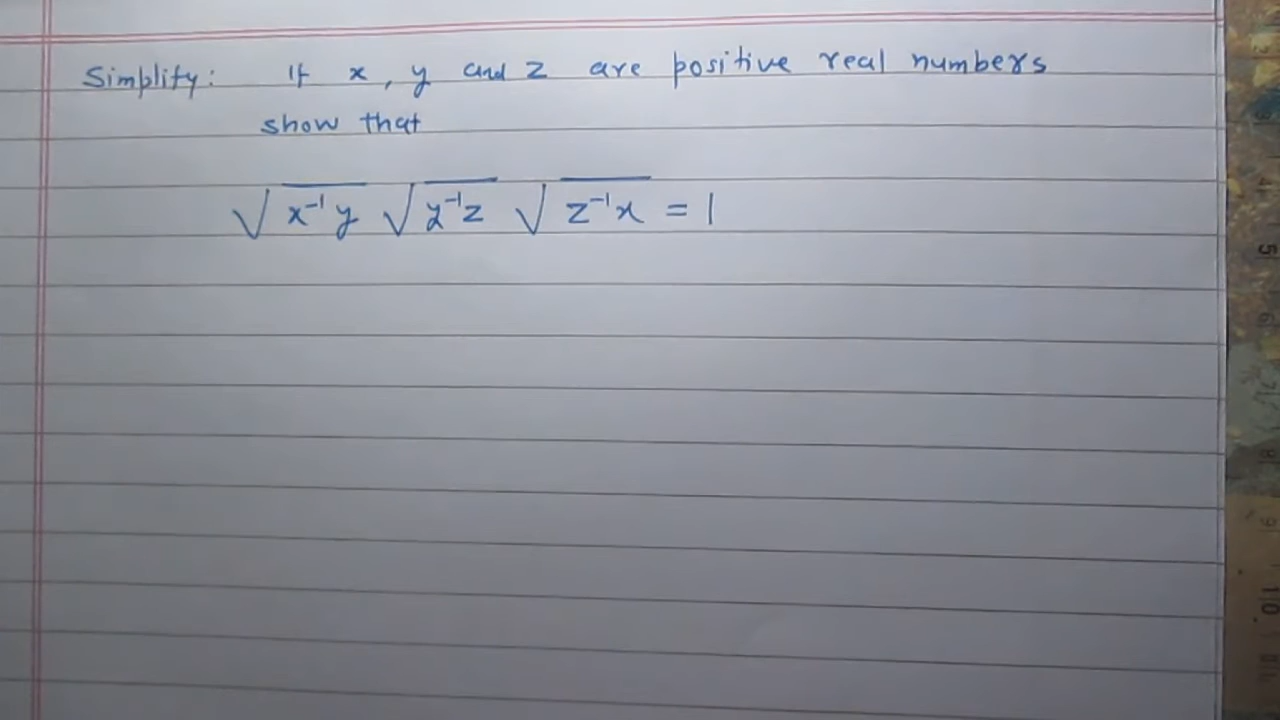 Simplify: If x, y and z are positive real numbers
show that
√x⁻¹y √y⁻¹z √z⁻¹x = 1